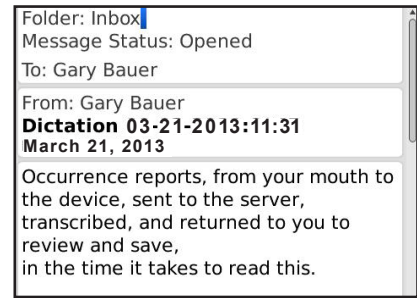 Folder: Inbox
Message Status: Opened
To: Gary Bauer
From: Gary Bauer
Dictation 03-21-2013:11:31
March 21, 2013
Occurrence reports, from your mouth to
the device, sent to the server,
transcribed, and returned to you to
review and save,
in the time it takes to read this.